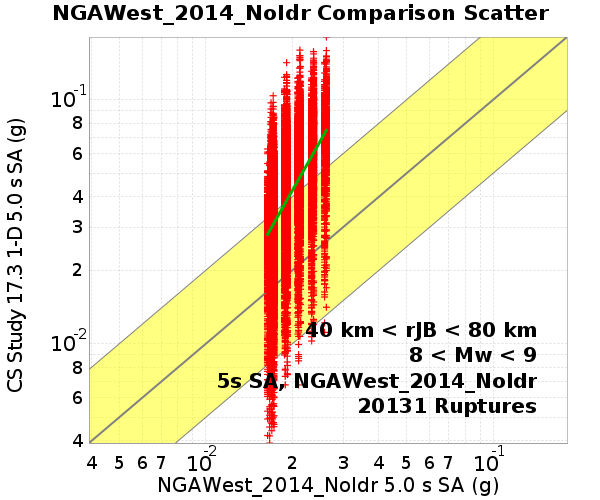 NGAWest_2014_NoIdr Comparison Scatter
CS Study 17.3 1-D 5.0 s SA (g)
10-1
8
6
4
3
2
10-2
8
6
4
40 km < rJB < 80 km
8 < Mw < 9
5s SA, NGAWest_2014_NoIdr
20131 Ruptures
4 5 6 7 10-2 2 3 4 5 6 7 10-1
NGAWest_2014_NoIdr 5.0 s SA (g)